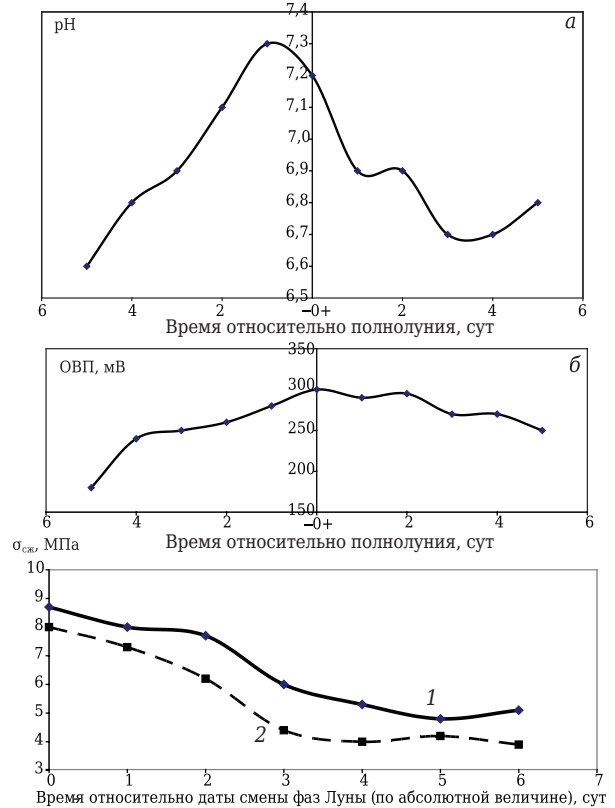 7,4
pH
а
7,3
7,2
7,1
7,0
6,9
6,8
6,7
6,6
6,5
6 4 2 –0+ 2 4 6
Время относительно полнолуния, сут
350
ОВП, мВ
б
300
250
200
150
6 4 2 –0+ 2 4 6
Время относительно полнолуния, сут
σсж, МПа
10
9
8
7
6
5
4
3
1
2
0 1 2 3 4 5 6 7
Время относительно даты смены фаз Луны (по абсолютной величине), сут